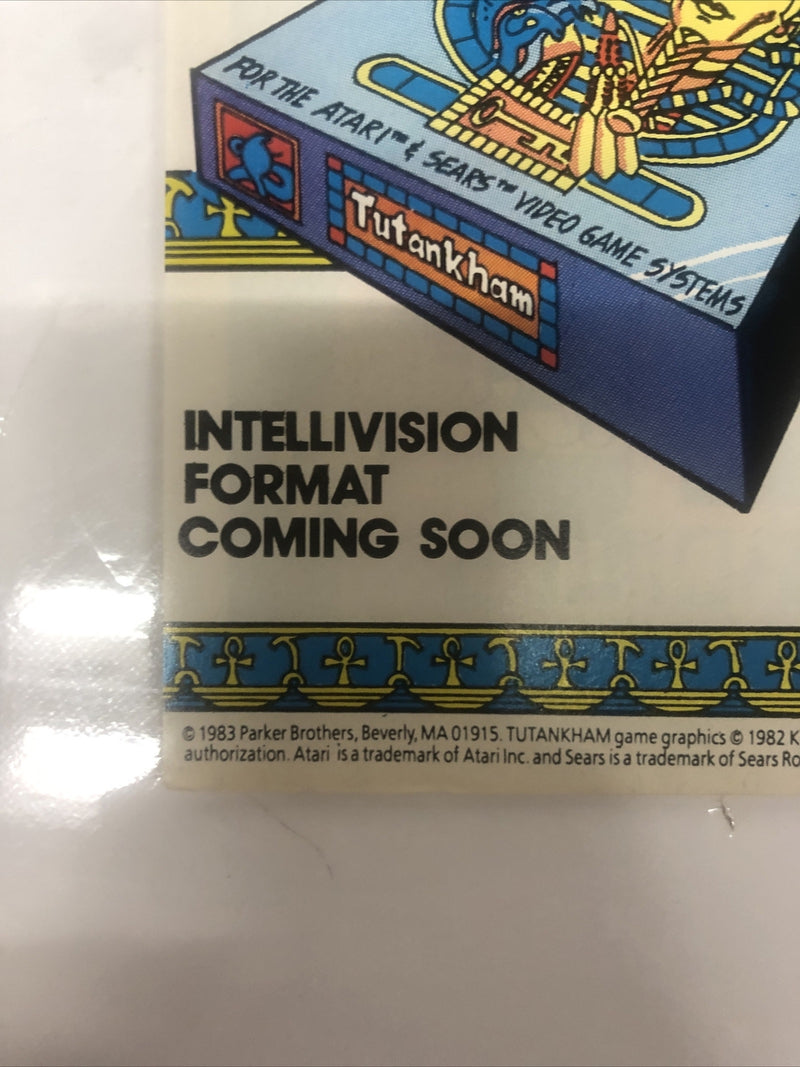 FOR THE ATARI™ & SEARS™ VIDEO GAME SYSTEMS
Tutankham
INTELLIVISION
FORMAT
COMING SOON
© 1983 Parker Brothers, Beverly, MA 01915. TUTANKHAM game graphics © 1982 K
authorization. Atari is a trademark of Atari Inc. and Sears is a trademark of Sears Ro